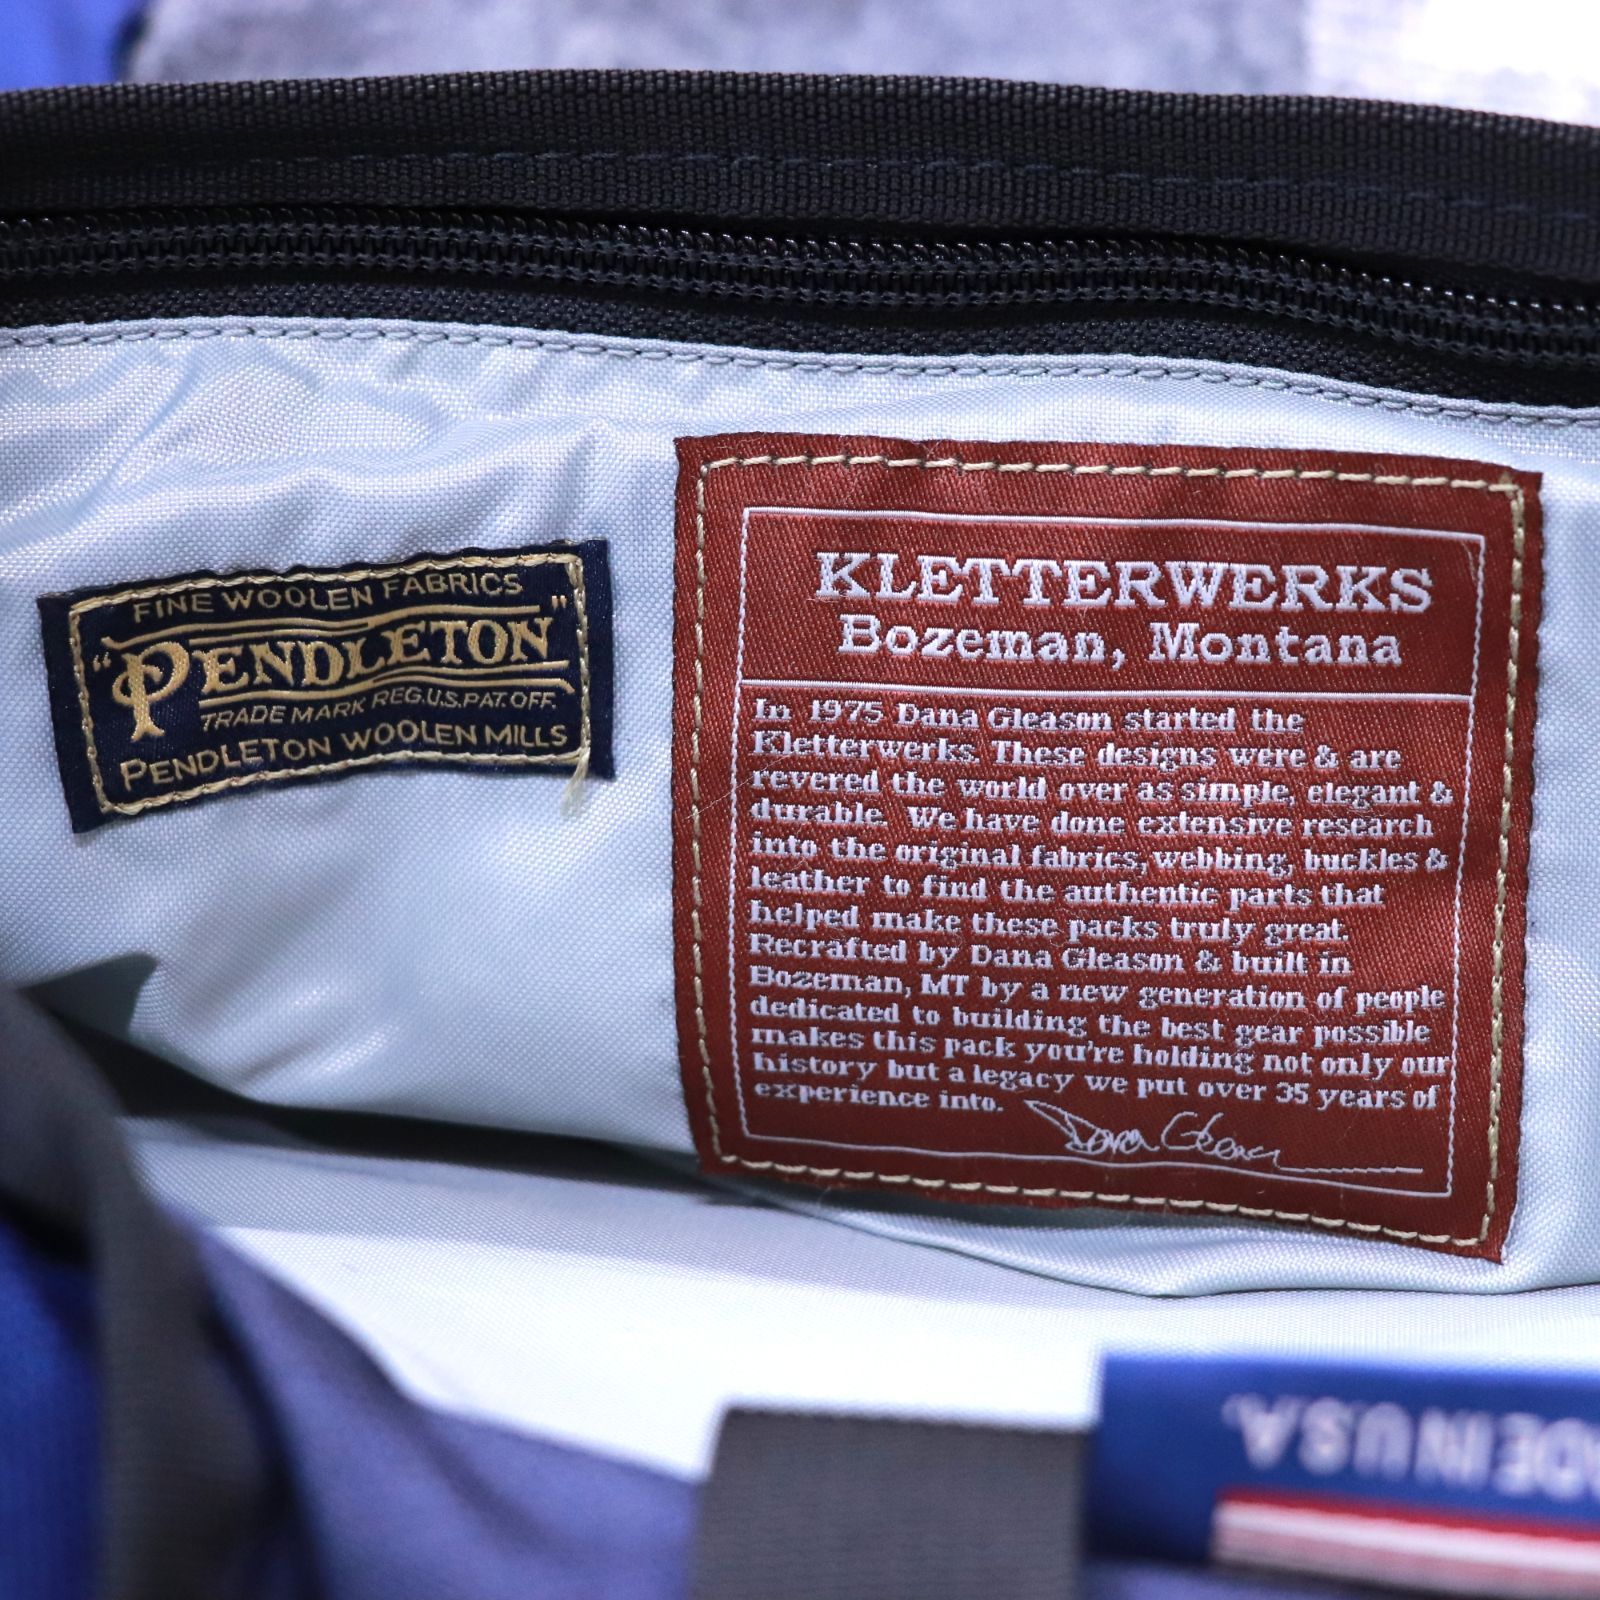 FINE WOOLEN FABRICS
"PENDLETON"
TRADE MARK REG.U.S.PAT.OFF.
PENDLETON WOOLEN MILLS
KLETTERWERKS
Bozeman, Montana
In 1975 Dana Gleason started the
Kletterwerks. These designs were & are
revered the world over as simple, elegant &
durable. We have done extensive research
into the original fabrics, webbing, buckles &
leather to find the authentic parts that
helped make these packs truly great.
Recrafted by Dana Gleason & built in
Bozeman, MT by a new generation of people
dedicated to building the best gear possible
makes this pack you're holding not only our
history but a legacy we put over 35 years of
experience into.
Dana Gleason
MADE IN U.S.A.